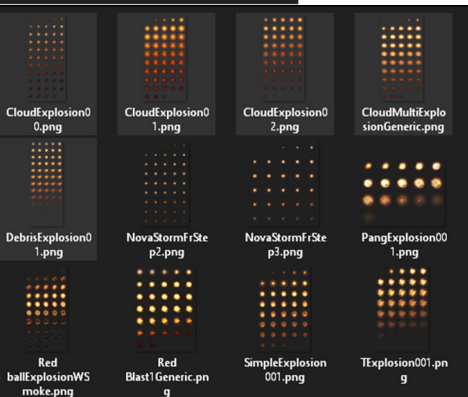 CloudExplosion0
0.png
CloudExplosion0
1.png
CloudExplosion0
2.png
CloudMultiExplo
sionGeneric.png
DebrisExplosion0
1.png
NovaStormFrSte
p2.png
NovaStormFrSte
p3.png
PangExplosion00
1.png
Red
ballExplosionWS
moke.png
Red
Blast1Generic.pn
g
SimpleExplosion
001.png
TExplosion001.pn
g